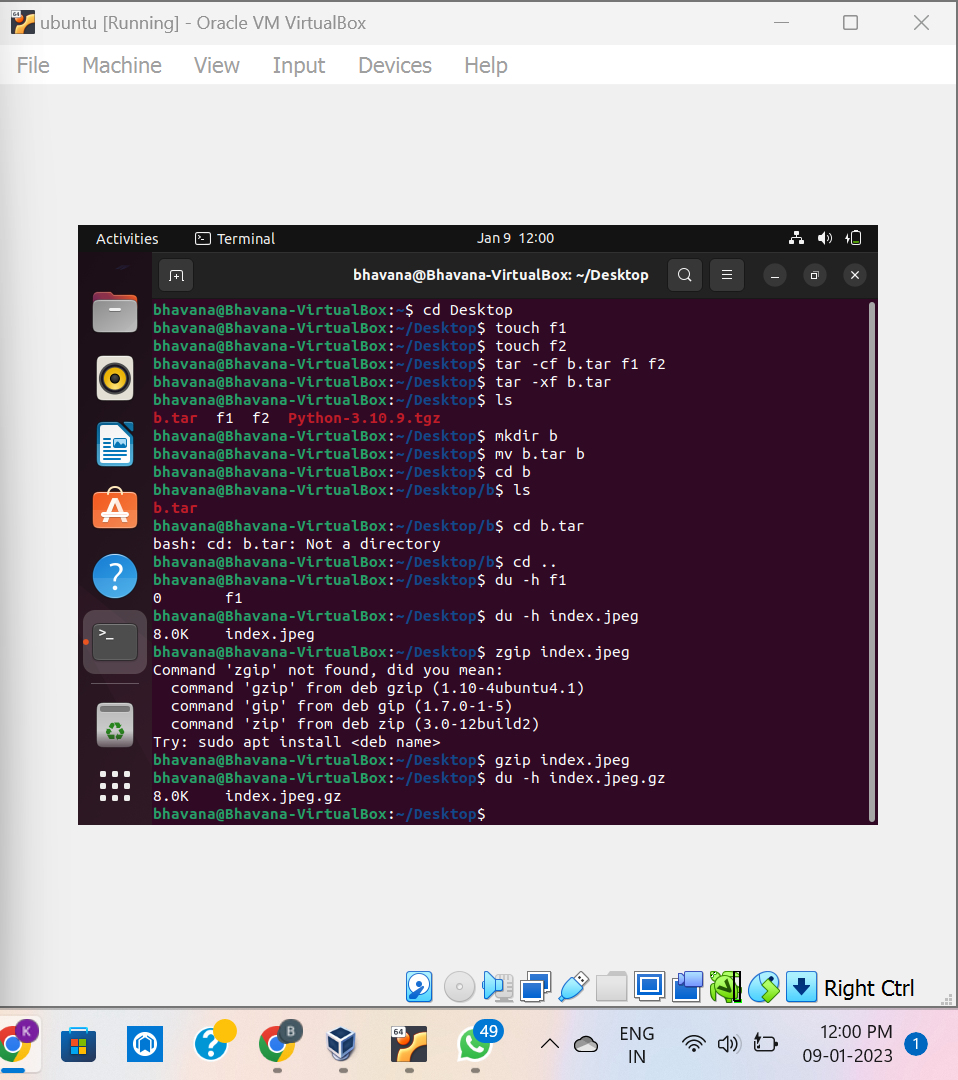 ubuntu [Running] - Oracle VM VirtualBox
File Machine View Input Devices Help
Activities Terminal Jan 9 12:00
bhavana@Bhavana-VirtualBox: ~/Desktop
bhavana@Bhavana-VirtualBox:~$ cd Desktop
bhavana@Bhavana-VirtualBox:~/Desktop$ touch f1
bhavana@Bhavana-VirtualBox:~/Desktop$ touch f2
bhavana@Bhavana-VirtualBox:~/Desktop$ tar -cf b.tar f1 f2
bhavana@Bhavana-VirtualBox:~/Desktop$ tar -xf b.tar
bhavana@Bhavana-VirtualBox:~/Desktop$ ls
b.tar  f1  f2  Python-3.10.9.tgz
bhavana@Bhavana-VirtualBox:~/Desktop$ mkdir b
bhavana@Bhavana-VirtualBox:~/Desktop$ mv b.tar b
bhavana@Bhavana-VirtualBox:~/Desktop$ cd b
bhavana@Bhavana-VirtualBox:~/Desktop/b$ ls
b.tar
bhavana@Bhavana-VirtualBox:~/Desktop/b$ cd b.tar
bash: cd: b.tar: Not a directory
bhavana@Bhavana-VirtualBox:~/Desktop/b$ cd ..
bhavana@Bhavana-VirtualBox:~/Desktop$ du -h f1
0       f1
bhavana@Bhavana-VirtualBox:~/Desktop$ du -h index.jpeg
8.0K    index.jpeg
bhavana@Bhavana-VirtualBox:~/Desktop$ zgip index.jpeg
Command 'zgip' not found, did you mean:
  command 'gzip' from deb gzip (1.10-4ubuntu4.1)
  command 'gip' from deb gip (1.7.0-1-5)
  command 'zip' from deb zip (3.0-12build2)
Try: sudo apt install <deb name>
bhavana@Bhavana-VirtualBox:~/Desktop$ gzip index.jpeg
bhavana@Bhavana-VirtualBox:~/Desktop$ du -h index.jpeg.gz
8.0K    index.jpeg.gz
bhavana@Bhavana-VirtualBox:~/Desktop$
Right Ctrl
K
B
64
49
ENG
IN
12:00 PM
09-01-2023
1